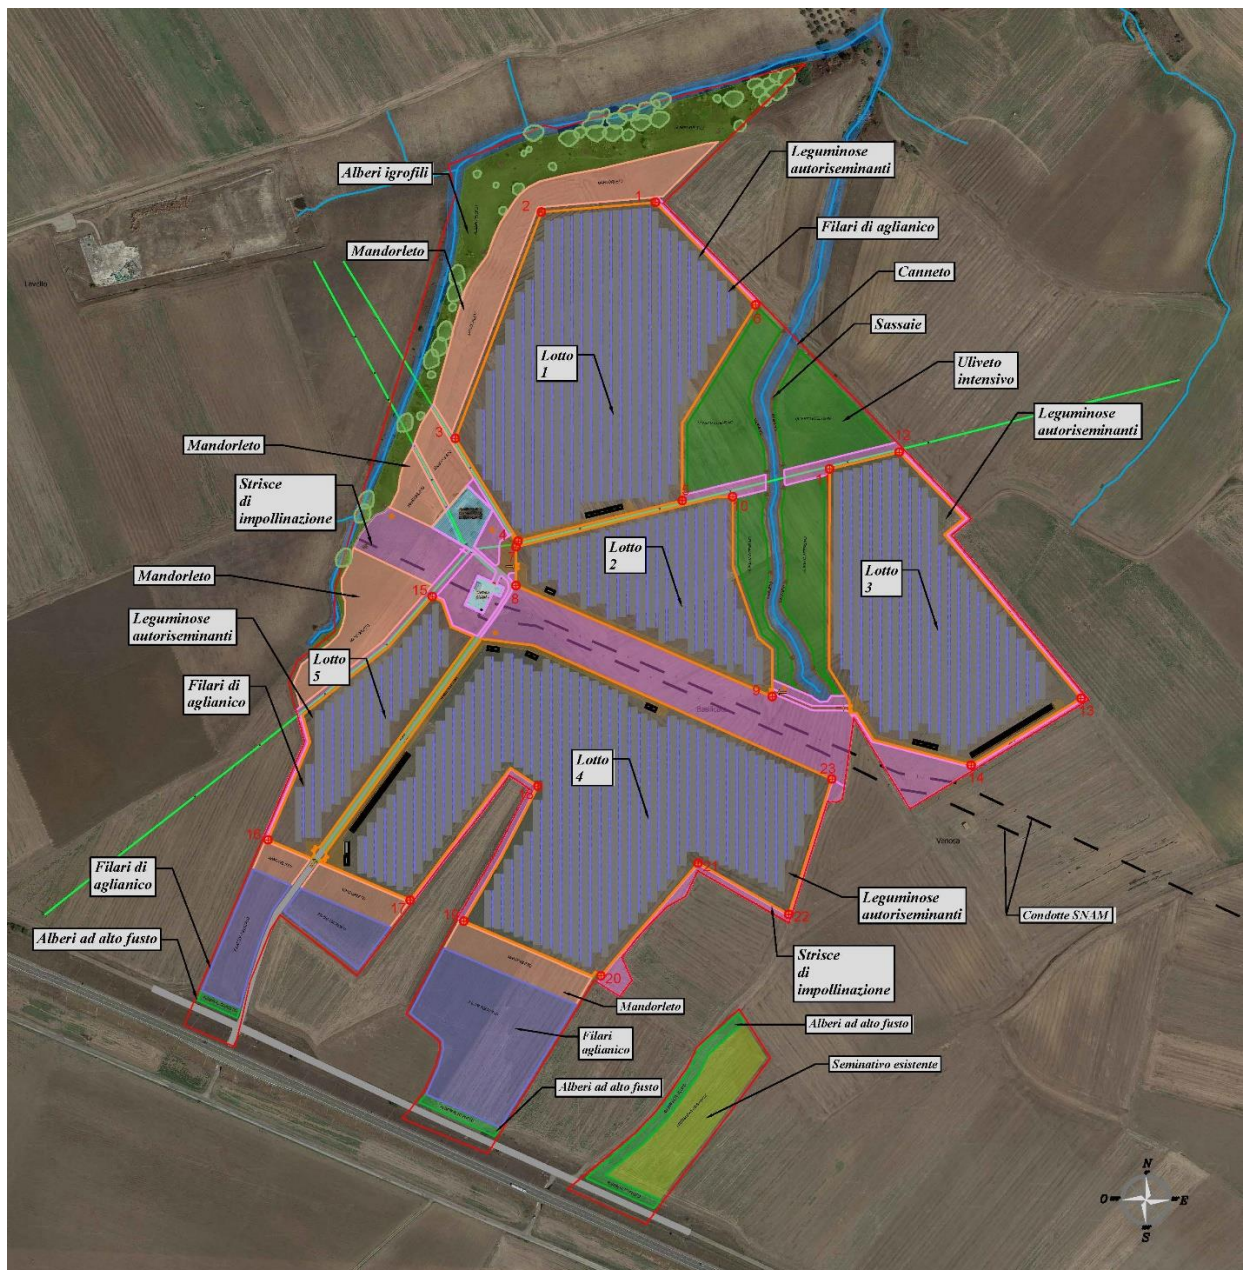 Leguminose
autoriseminanti
Alberi igrofili
1
2
Filari di aglianico
Mandorleto
Canneto
Lavello
Sassaie
Lotto
1
Uliveto
intensivo
Leguminose
autoriseminanti
3
12
Mandorleto
Strisce
di
impollinazione
4
Lotto
2
Lotto
3
Mandorleto
15
8
Leguminose
autoriseminanti
Lotto
5
Filari di
aglianico
9
13
Lotto
4
14
23
16
Venosa
Filari di
aglianico
21
Leguminose
autoriseminanti
17
19
22
Condotte SNAM
Alberi ad alto fusto
Strisce
di
impollinazione
20
Mandorleto
Alberi ad alto fusto
Filari
aglianico
Seminativo esistente
Alberi ad alto fusto
N
O
E
S